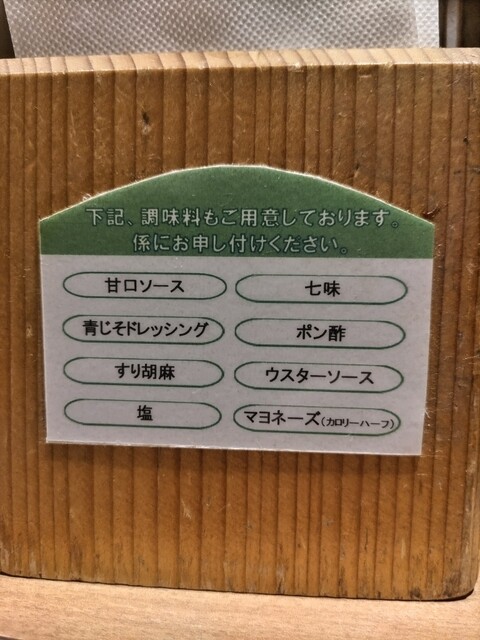 下記、調味料もご用意しております。
係にお申し付けください。
甘口ソース
七味
青じそドレッシング
ポン酢
すり胡麻
ウスターソース
塩
マヨネーズ(カロリーハーフ)